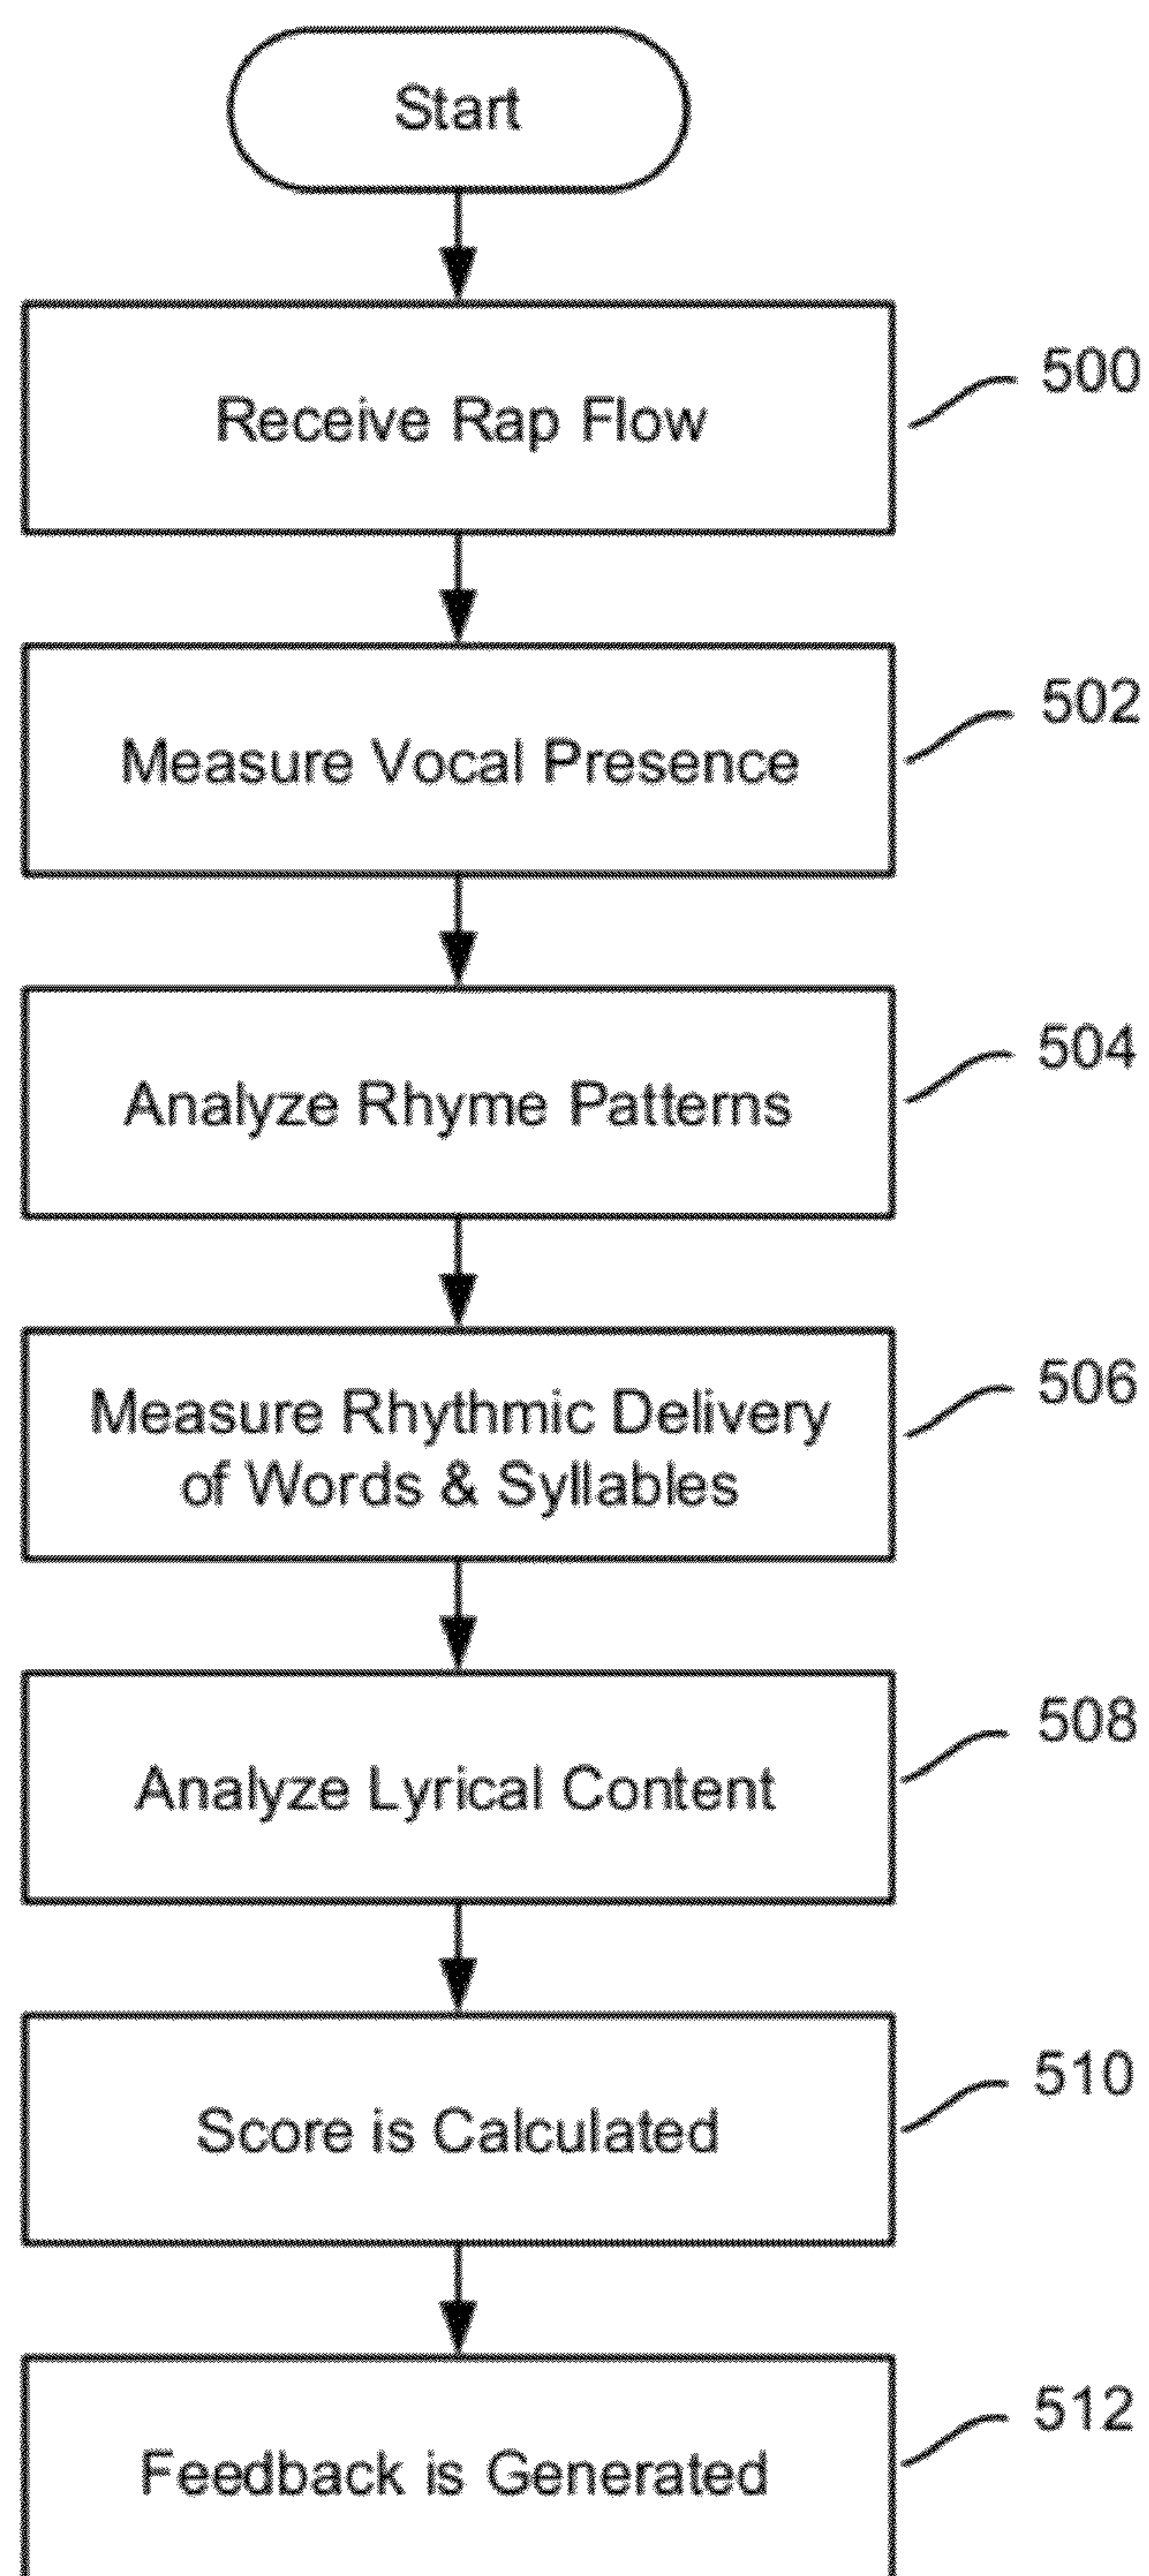 Start
Receive Rap Flow
500
Measure Vocal Presence
502
Analyze Rhyme Patterns
504
Measure Rhythmic Delivery
of Words & Syllables
506
Analyze Lyrical Content
508
Score is Calculated
510
Feedback is Generated
512